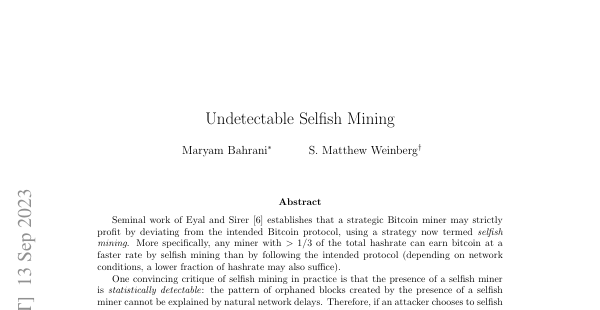 Undetectable Selfish Mining
Maryam Bahrani* S. Matthew Weinberg†
Abstract
Seminal work of Eyal and Sirer [6] establishes that a strategic Bitcoin miner may strictly
profit by deviating from the intended Bitcoin protocol, using a strategy now termed selfish
mining. More specifically, any miner with > 1/3 of the total hashrate can earn bitcoin at a
faster rate by selfish mining than by following the intended protocol (depending on network
conditions, a lower fraction of hashrate may also suffice).
One convincing critique of selfish mining in practice is that the presence of a selfish miner
is statistically detectable: the pattern of orphaned blocks created by the presence of a selfish
miner cannot be explained by natural network delays. Therefore, if an attacker chooses to selfish
] 13 Sep 2023